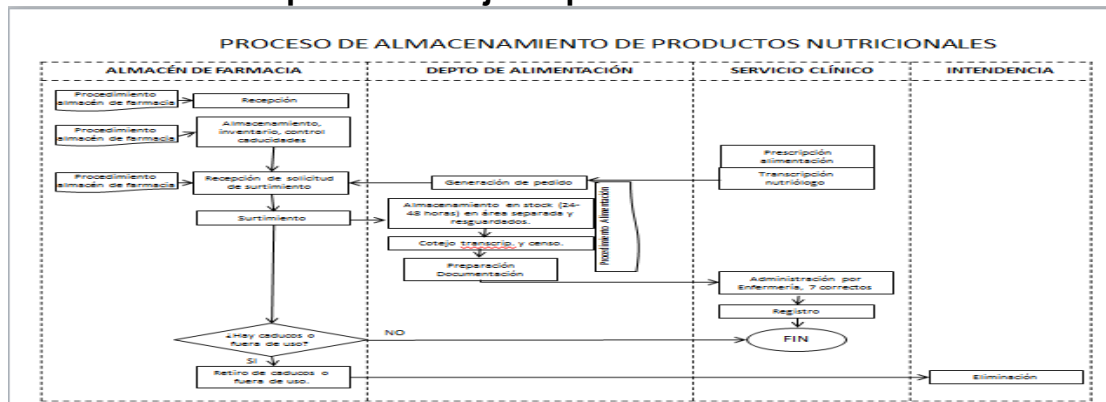 PROCESO DE ALMACENAMIENTO DE PRODUCTOS NUTRICIONALES
ALMACÉN DE FARMACIA
DEPTO DE ALIMENTACIÓN
SERVICIO CLÍNICO
INTENDENCIA
Procedimiento
almacén de farmacia
Recepción
Procedimiento
almacén de farmacia
Almacenamiento,
inventario, control
caducidades
Prescripción
alimentación
Transcripción
nutriólogo
Procedimiento
almacén de farmacia
Recepción de solicitud
de surtimiento
Generación de pedido
Procedimiento Alimentación
Surtimiento
Almacenamiento en stock (24-
48 horas) en área separada y
resguardados.
Cotejo transcrip. y censo.
Preparación
Documentación
Administración por
Enfermería, 7 correctos
Registro
¿Hay caducos o
fuera de uso?
NO
FIN
SI
Retiro de caducos o
fuera de uso.
Eliminación